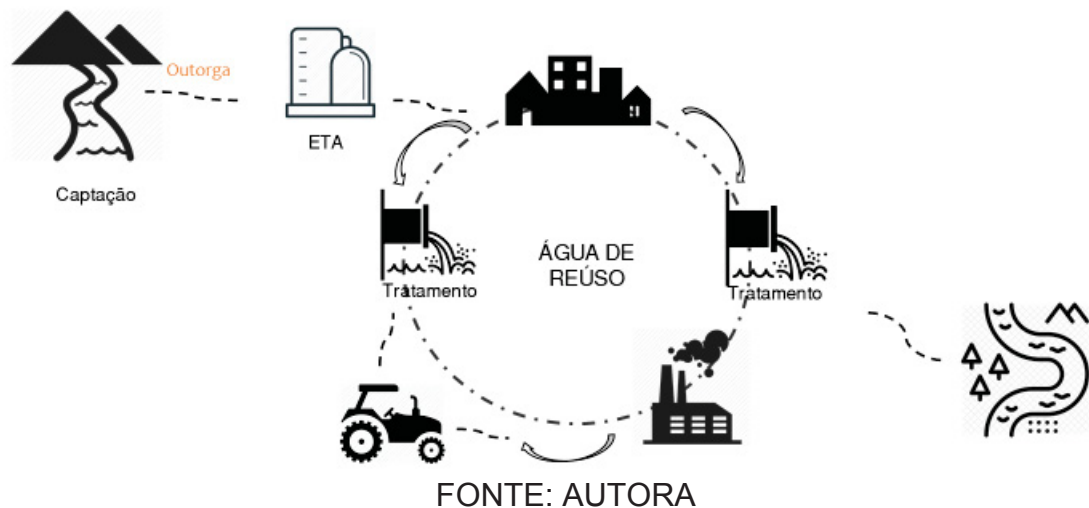 Outorga
ETA
Captação
ÁGUA DE
REÚSO
Tratamento
Tratamento
FONTE: AUTORA